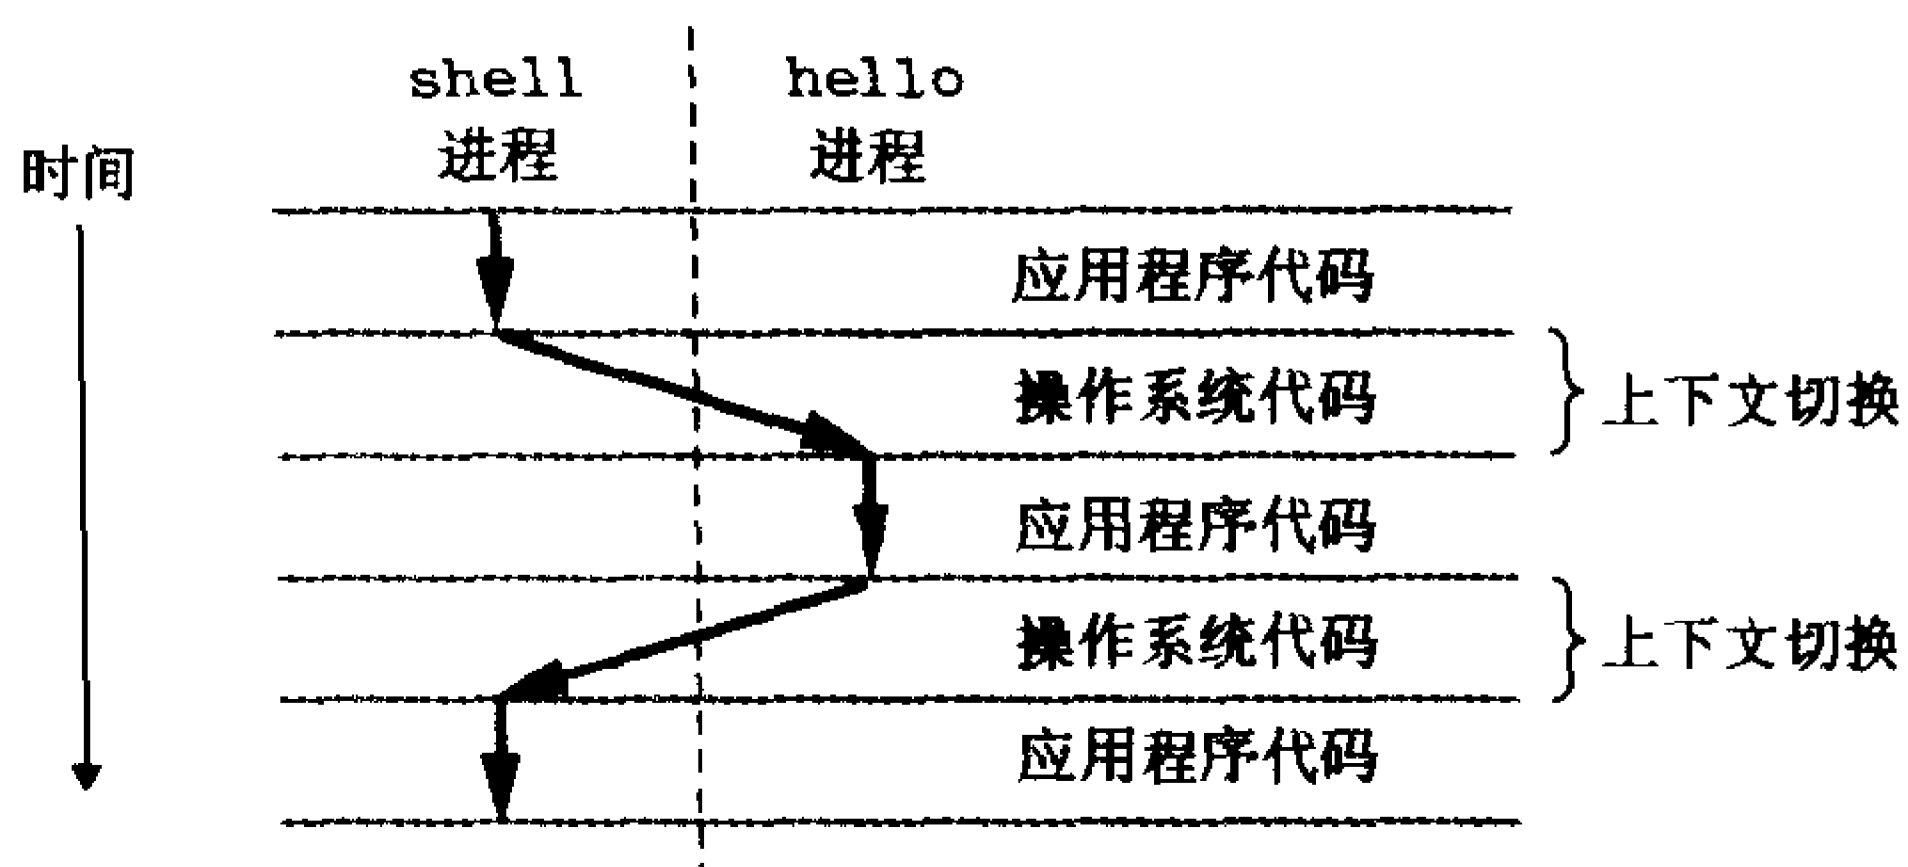 shell
进程
hello
进程
时间
应用程序代码
操作系统代码
上下文切换
应用程序代码
操作系统代码
上下文切换
应用程序代码